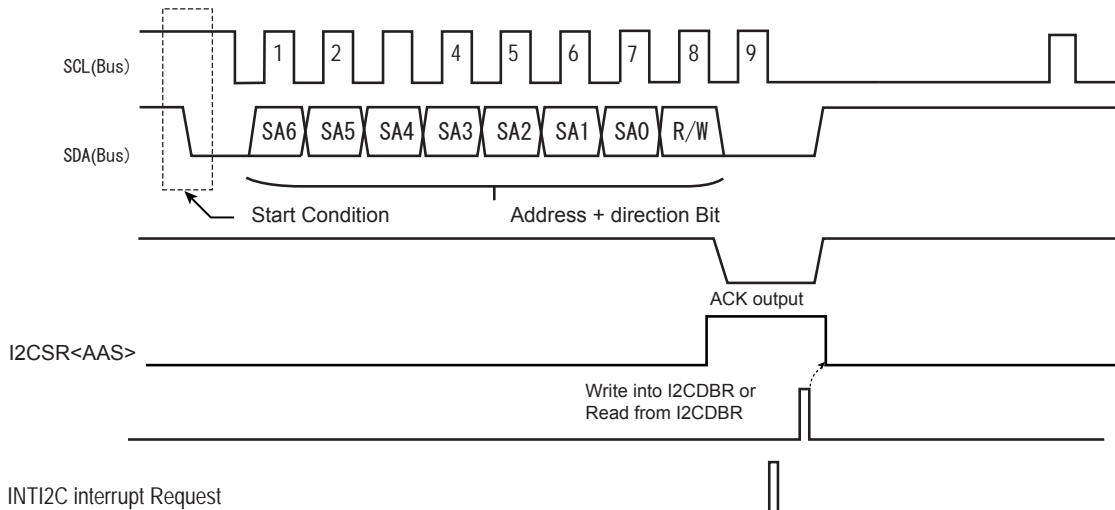 SCL(Bus)
1 2 4 5 6 7 8 9
SDA(Bus)
SA6 SA5 SA4 SA3 SA2 SA1 SA0 R/W
Start Condition
Address + direction Bit
ACK output
I2CSR<AAS>
Write into I2CDBR or
Read from I2CDBR
INTI2C interrupt Request